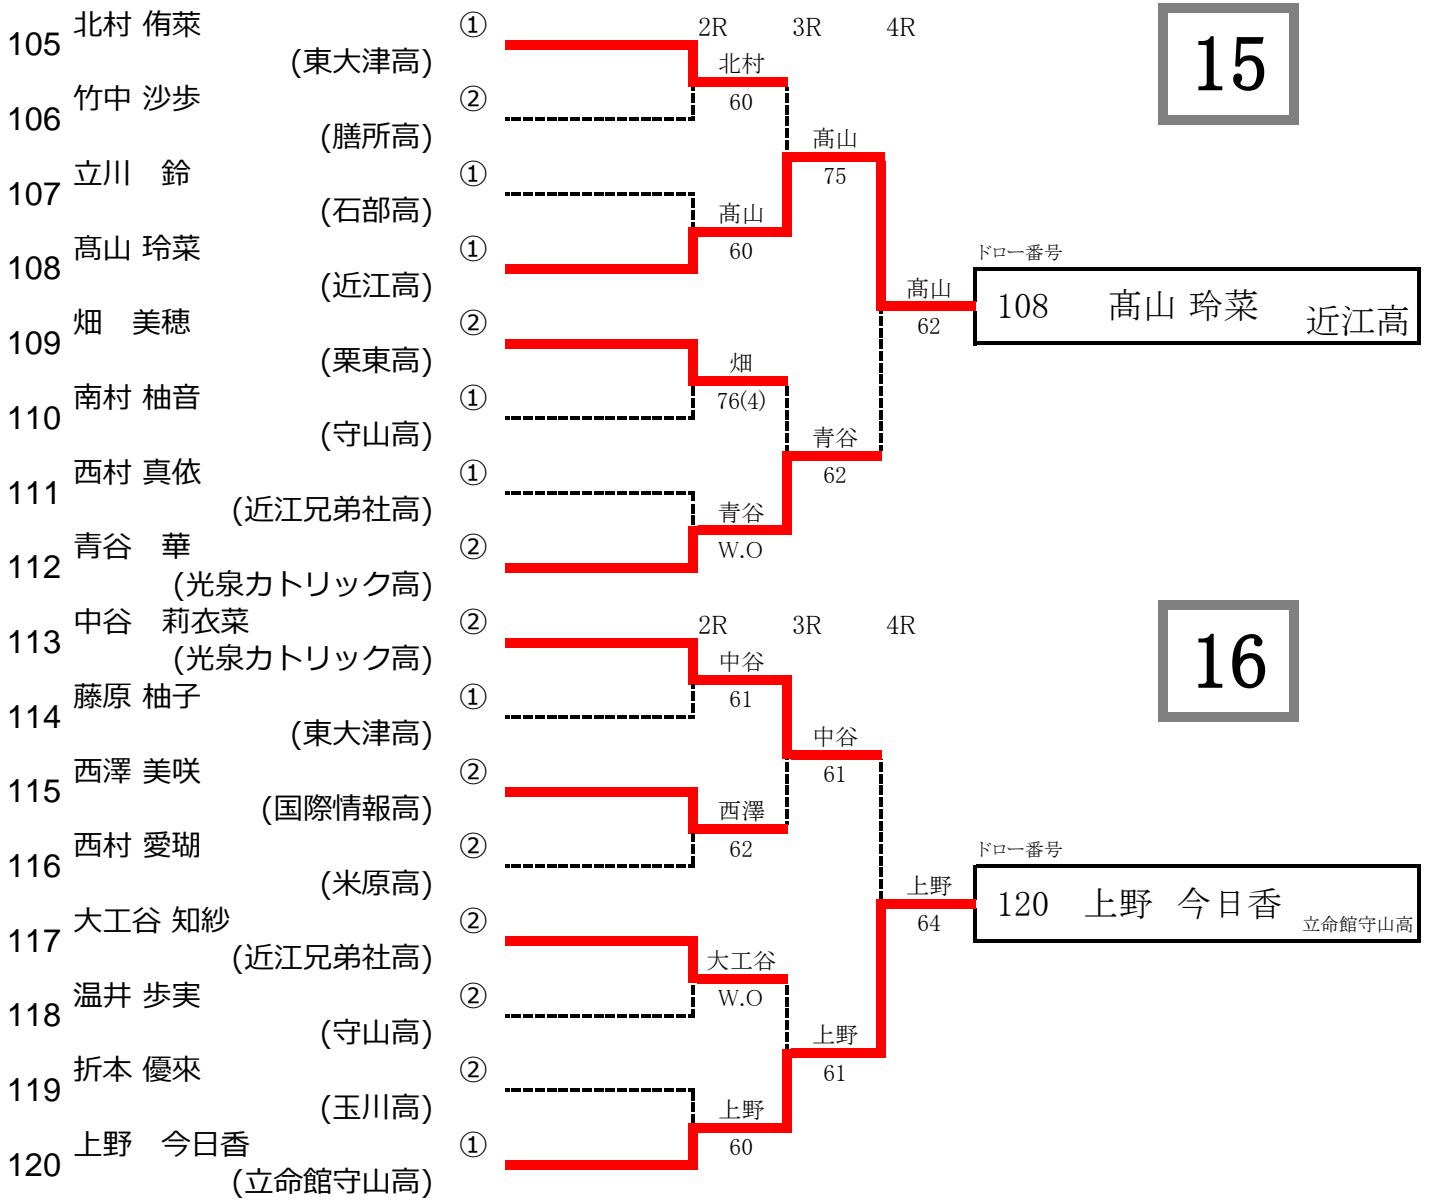 105 北村 侑萊 ①
(東大津高)
106 竹中 沙歩 ②
(膳所高)
107 立川　鈴 ①
(石部高)
108 髙山 玲菜 ①
(近江高)
109 畑　美穂 ②
(栗東高)
110 南村 柚音 ①
(守山高)
111 西村 真依 ①
(近江兄弟社高)
112 青谷　華 ②
(光泉カトリック高)
2R 3R 4R
北村
60
髙山
60
畑
76(4)
青谷
W.O
髙山
75
青谷
62
髙山
62
15
ドロー番号
108 髙山 玲菜 近江高
113 中谷　莉衣菜 ②
(光泉カトリック高)
114 藤原 柚子 ①
(東大津高)
115 西澤 美咲 ②
(国際情報高)
116 西村 愛瑚 ②
(米原高)
117 大工谷 知紗 ②
(近江兄弟社高)
118 温井 歩実 ②
(守山高)
119 折本 優來 ②
(玉川高)
120 上野　今日香 ①
(立命館守山高)
2R 3R 4R
中谷
61
西澤
62
大工谷
W.O
上野
60
中谷
61
上野
61
上野
64
16
ドロー番号
120 上野　今日香 立命館守山高